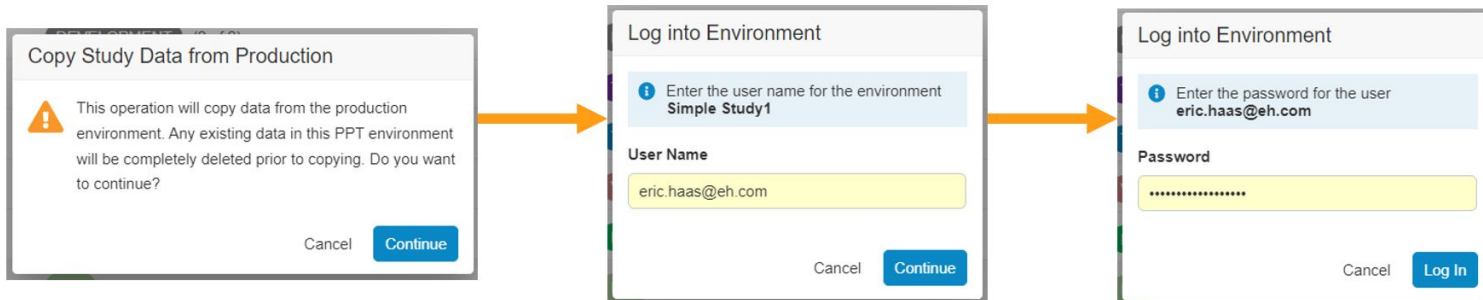 Copy Study Data from Production
This operation will copy data from the production
environment. Any existing data in this PPT environment
will be completely deleted prior to copying. Do you want
to continue?
Cancel
Continue
Log into Environment
Enter the user name for the environment
Simple Study1
User Name
eric.haas@eh.com
Cancel
Continue
Log into Environment
Enter the password for the user
eric.haas@eh.com
Password
••••••••••••••••••
Cancel
Log In